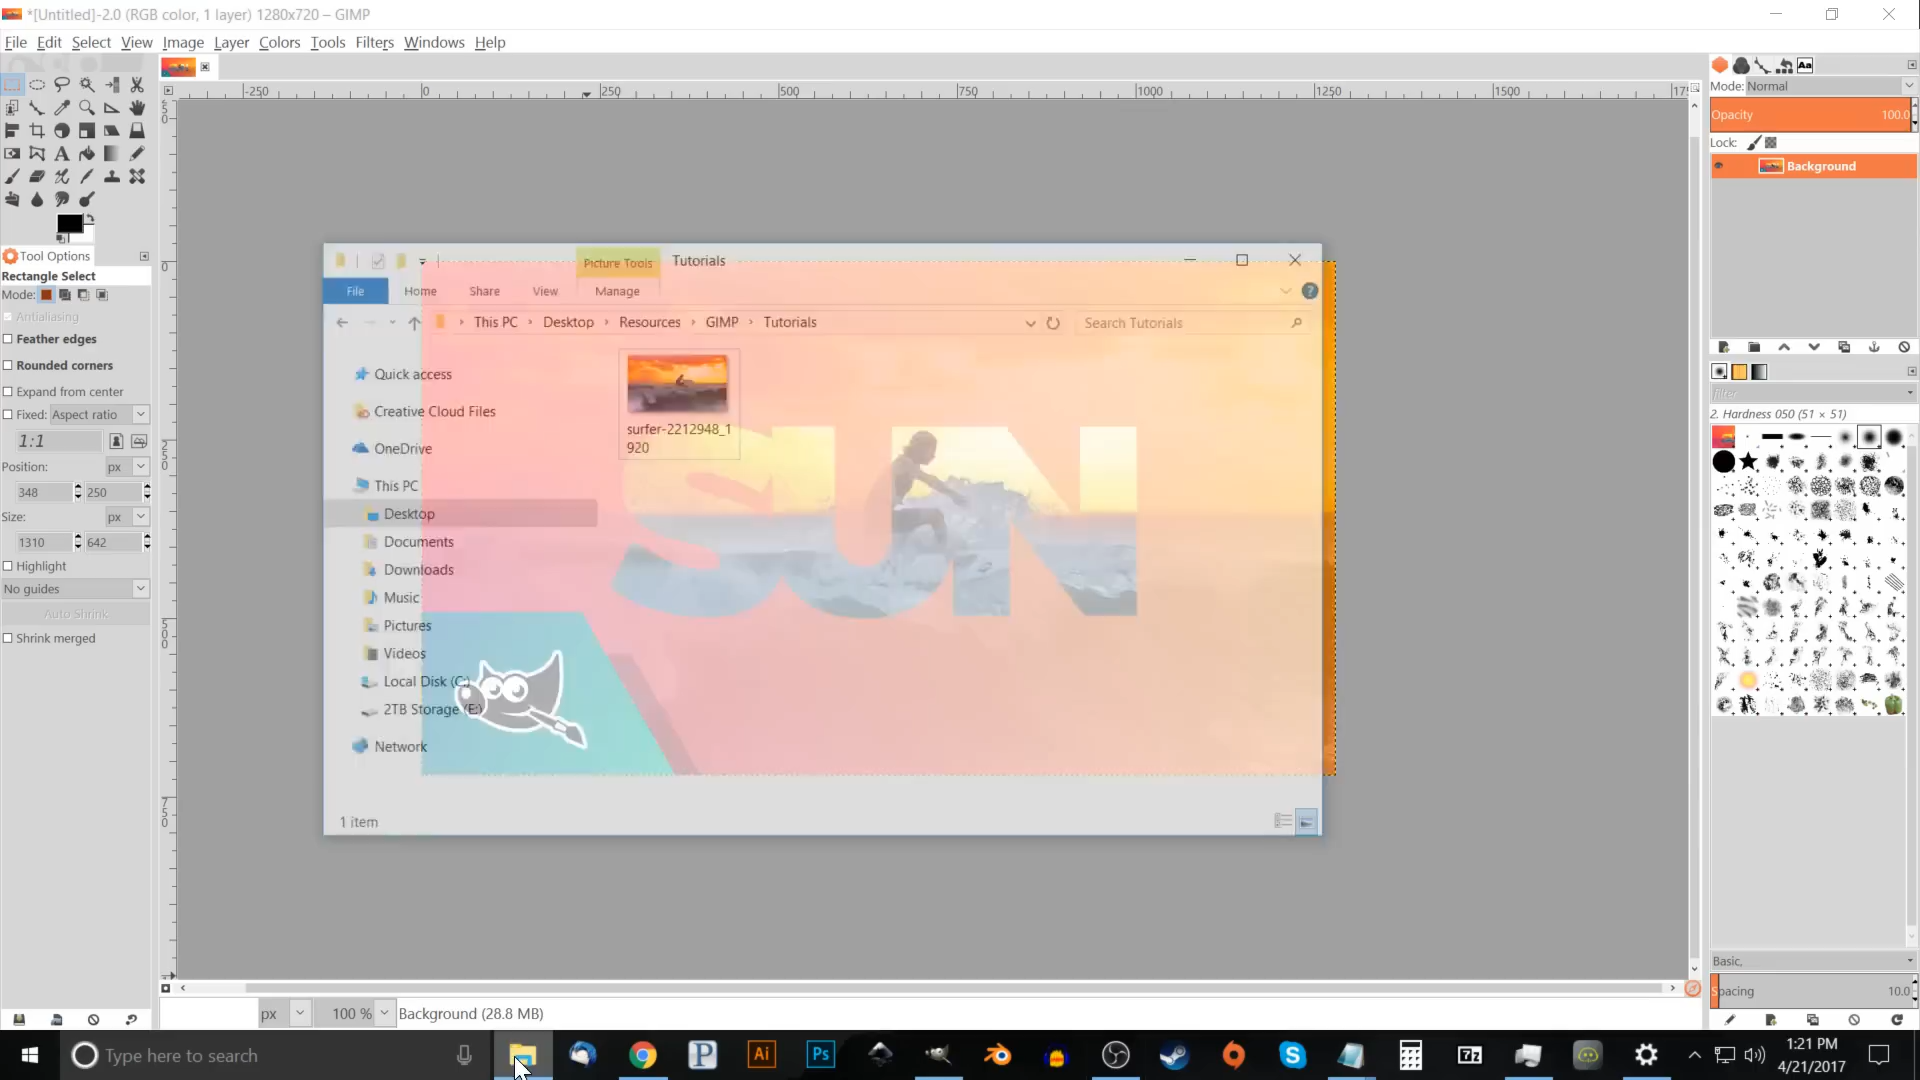 *[Untitled]-2.0 (RGB color, 1 layer) 1280x720 – GIMP
File Edit Select View Image Layer Colors Tools Filters Windows Help
-250 0 250 500 750 1000 1250 1500 17
Mode: Normal
Opacity 100.0
Lock:
Background
Tool Options
Rectangle Select
Mode:
Antialiasing
Feather edges
Rounded corners
Expand from center
Fixed: Aspect ratio
1:1
Position: px
348 250
Size: px
1310 642
Highlight
No guides
Auto Shrink
Shrink merged
Picture Tools Tutorials
File Home Share View Manage
This PC Desktop Resources GIMP Tutorials Search Tutorials
Quick access
Creative Cloud Files
OneDrive
This PC
Desktop
Documents
Downloads
Music
Pictures
Videos
Local Disk (C:)
2TB Storage (E:)
Network
surfer-2212948_1
920
SUN
1 item
filter
2. Hardness 050 (51 × 51)
Basic,
Spacing 10.0
px 100 % Background (28.8 MB)
Type here to search
P Ai Ps 7z
1:21 PM
4/21/2017